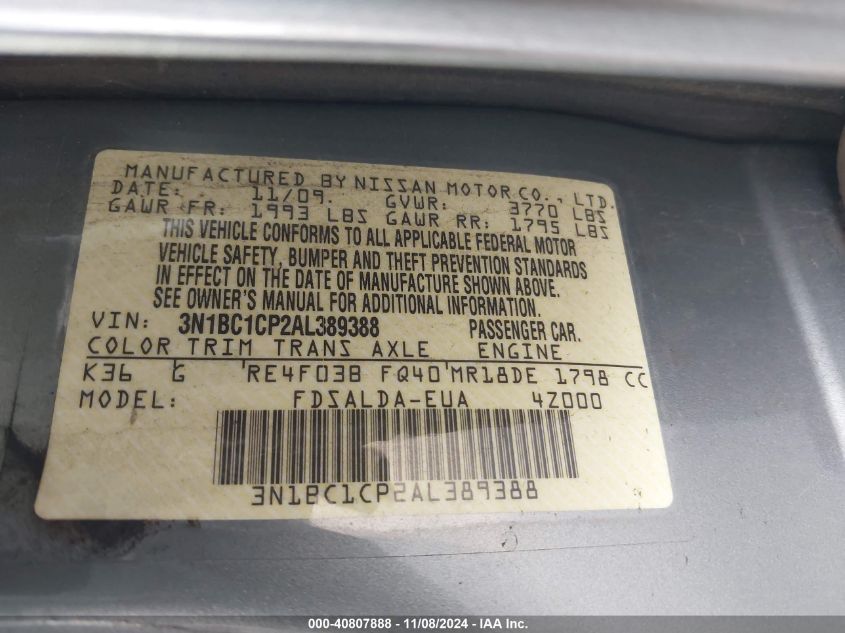 MANUFACTURED BY NISSAN MOTOR CO., LTD.
DATE: 11/09. GVWR: 3770 LBS
GAWR FR: 1993 LBS GAWR RR: 1795 LBS
THIS VEHICLE CONFORMS TO ALL APPLICABLE FEDERAL MOTOR
VEHICLE SAFETY, BUMPER AND THEFT PREVENTION STANDARDS
IN EFFECT ON THE DATE OF MANUFACTURE SHOWN ABOVE.
SEE OWNER'S MANUAL FOR ADDITIONAL INFORMATION.
VIN: 3N1BC1CP2AL389388 PASSENGER CAR.
COLOR TRIM TRANS AXLE ENGINE
K36 G RE4F03B FQ40 MR18DE 1798 CC
MODEL: FDSALDA-EUA 4Z000
3N1BC1CP2AL389388
000-40807888 - 11/08/2024 - IAA Inc.